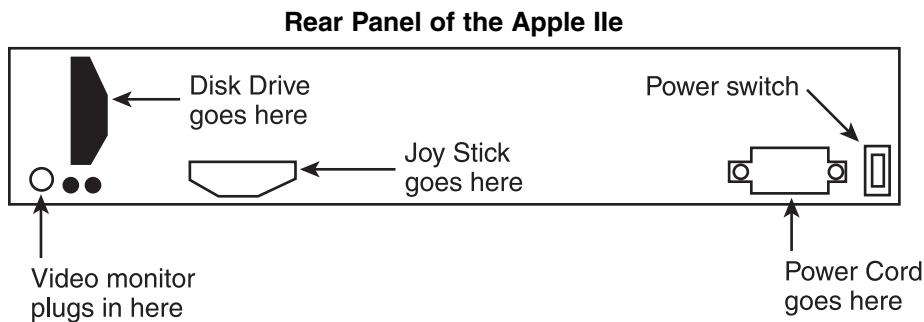 Rear Panel of the Apple IIe
Disk Drive
goes here
Power switch
Joy Stick
goes here
Video monitor
plugs in here
Power Cord
goes here